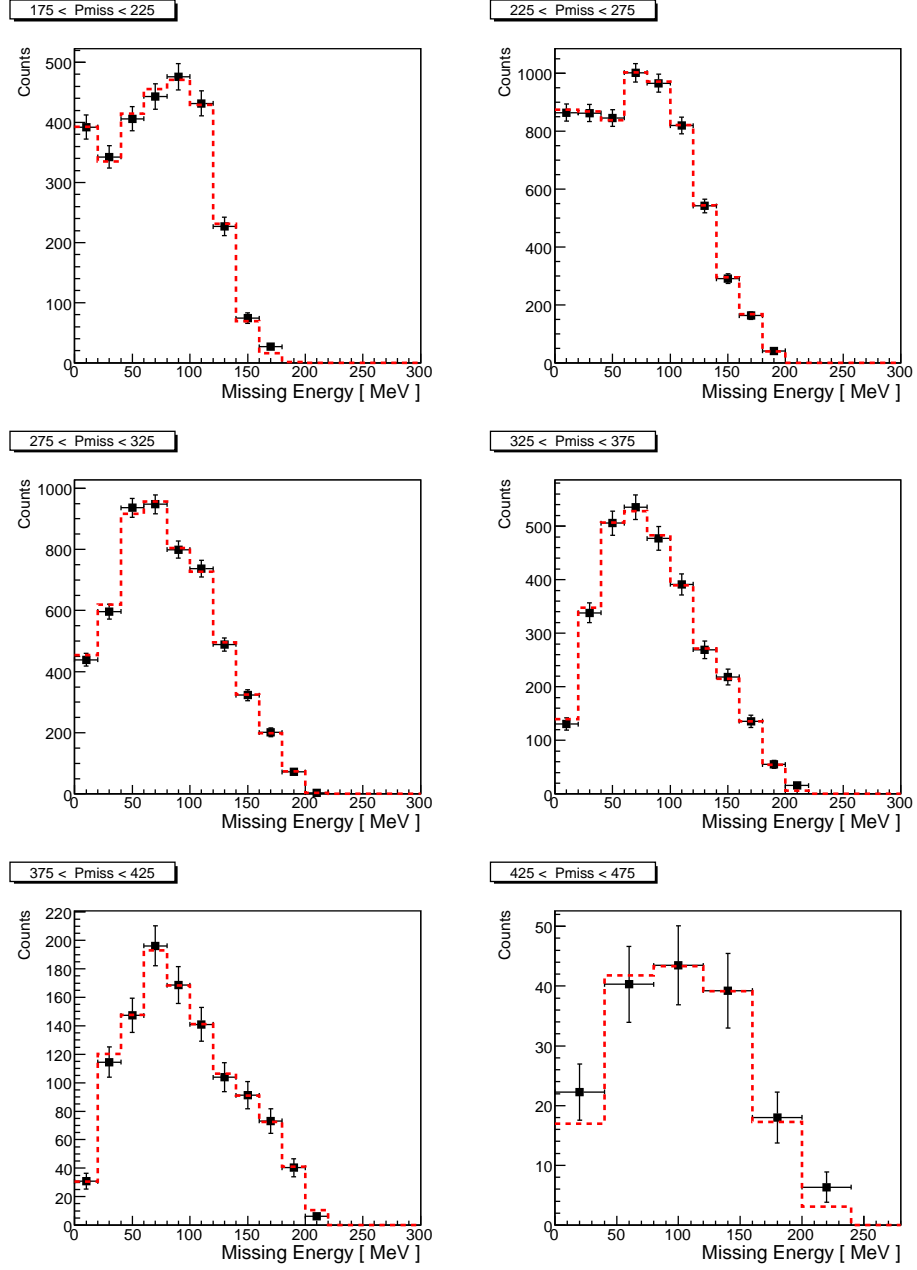 175 < Pmiss < 225
Counts
500
400
300
200
100
0
0 50 100 150 200 250 300
Missing Energy [ MeV ]
225 < Pmiss < 275
Counts
1000
800
600
400
200
0
0 50 100 150 200 250 300
Missing Energy [ MeV ]
275 < Pmiss < 325
Counts
1000
800
600
400
200
0
0 50 100 150 200 250 300
Missing Energy [ MeV ]
325 < Pmiss < 375
Counts
500
400
300
200
100
0
0 50 100 150 200 250 300
Missing Energy [ MeV ]
375 < Pmiss < 425
Counts
220
200
180
160
140
120
100
80
60
40
20
0
0 50 100 150 200 250 300
Missing Energy [ MeV ]
425 < Pmiss < 475
Counts
50
40
30
20
10
0
0 50 100 150 200 250
Missing Energy [ MeV ]